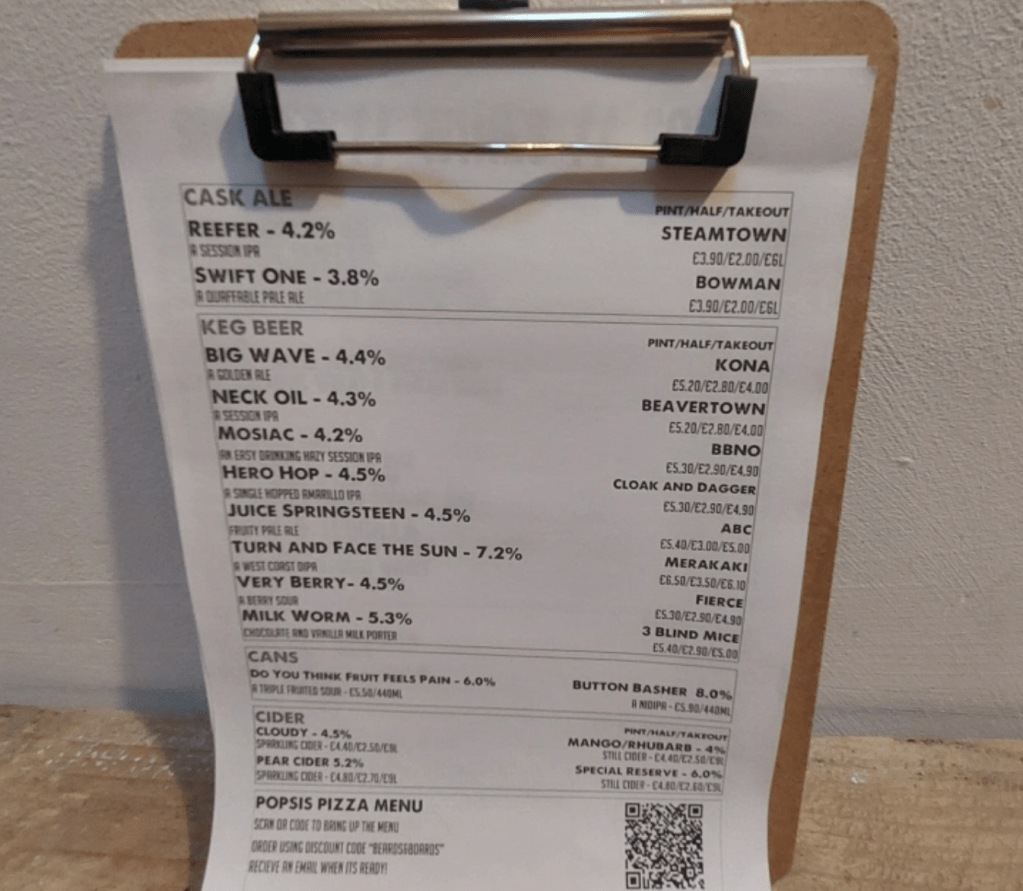 CASK ALE
PINT/HALF/TAKEOUT
REEFER - 4.2% STEAMTOWN
A SESSION IPA £3.90/£2.00/£6L
SWIFT ONE - 3.8% BOWMAN
A QUAFFABLE PALE ALE £3.90/£2.00/£6L
KEG BEER
PINT/HALF/TAKEOUT
BIG WAVE - 4.4% KONA
A GOLDEN ALE £5.20/£2.80/£4.00
NECK OIL - 4.3% BEAVERTOWN
A SESSION IPA £5.20/£2.80/£4.00
MOSIAC - 4.2% BBNO
AN EASY DRINKING HAZY SESSION IPA £5.30/£2.90/£4.90
HERO HOP - 4.5% CLOAK AND DAGGER
A SINGLE HOPPED AMARILLO IPA £5.30/£2.90/£4.90
JUICE SPRINGSTEEN - 4.5% ABC
FRUITY PALE ALE £5.40/£3.00/£5.00
TURN AND FACE THE SUN - 7.2% MERAKAKI
A WEST COAST DIPA £6.50/£3.50/£6.10
VERY BERRY- 4.5% FIERCE
A BERRY SOUR £5.30/£2.90/£4.90
MILK WORM - 5.3% 3 BLIND MICE
CHOCOLATE AND VANILLA MILK PORTER £5.40/£2.90/£5.00
CANS
DO YOU THINK FRUIT FEELS PAIN - 6.0% BUTTON BASHER 8.0%
A TRIPLE FRUITED SOUR - £5.50/440ML A NIDIPA - £5.90/440ML
CIDER
PINT/HALF/TAKEOUT
CLOUDY - 4.5% MANGO/RHUBARB - 4%
SPARKLING CIDER - £4.40/£2.50/£9L STILL CIDER - £4.40/£2.50/£9L
PEAR CIDER 5.2% SPECIAL RESERVE - 6.0%
SPARKLING CIDER - £4.80/£2.70/£9L STILL CIDER - £4.80/£2.60/£9L
POPSIS PIZZA MENU
SCAN QR CODE TO BRING UP THE MENU
ORDER USING DISCOUNT CODE "BEARDS&BOARDS"
RECIEVE AN EMAIL WHEN ITS READY!